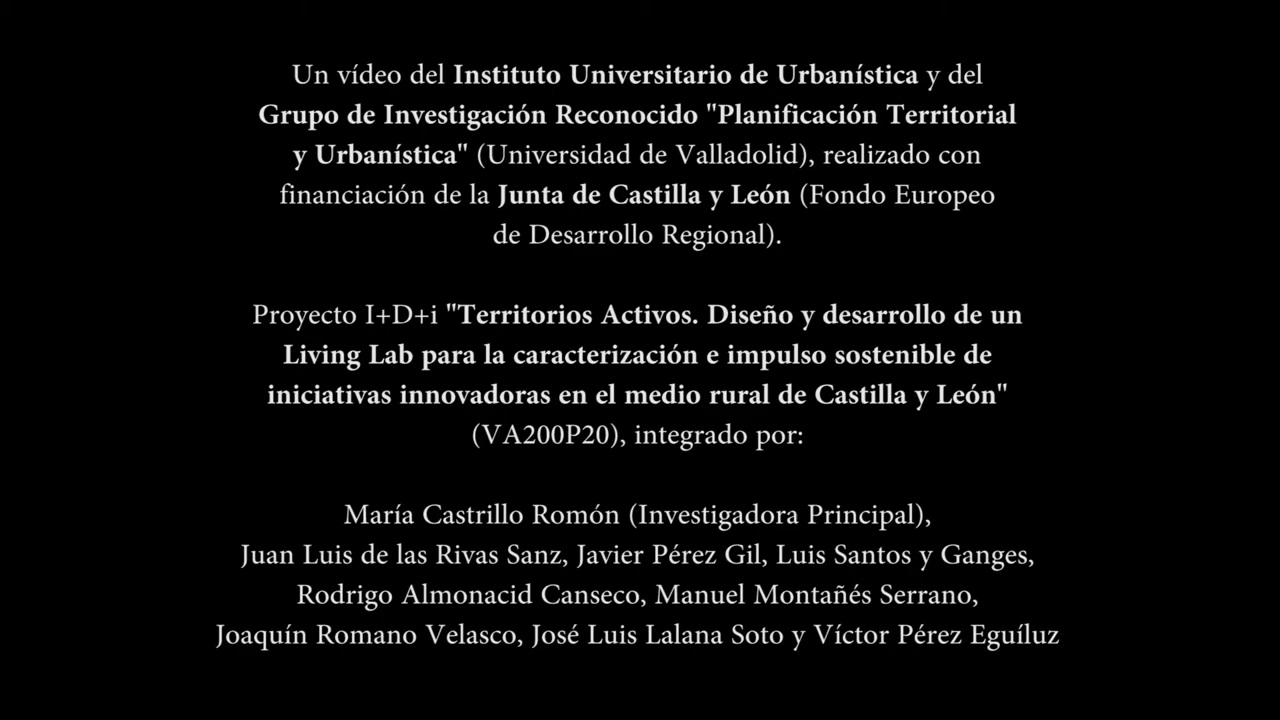 Un vídeo del Instituto Universitario de Urbanística y del
Grupo de Investigación Reconocido "Planificación Territorial
y Urbanística" (Universidad de Valladolid), realizado con
financiación de la Junta de Castilla y León (Fondo Europeo
de Desarrollo Regional).
Proyecto I+D+i "Territorios Activos. Diseño y desarrollo de un
Living Lab para la caracterización e impulso sostenible de
iniciativas innovadoras en el medio rural de Castilla y León"
(VA200P20), integrado por:
María Castrillo Romón (Investigadora Principal),
Juan Luis de las Rivas Sanz, Javier Pérez Gil, Luis Santos y Ganges,
Rodrigo Almonacid Canseco, Manuel Montañés Serrano,
Joaquín Romano Velasco, José Luis Lalana Soto y Víctor Pérez Eguíluz